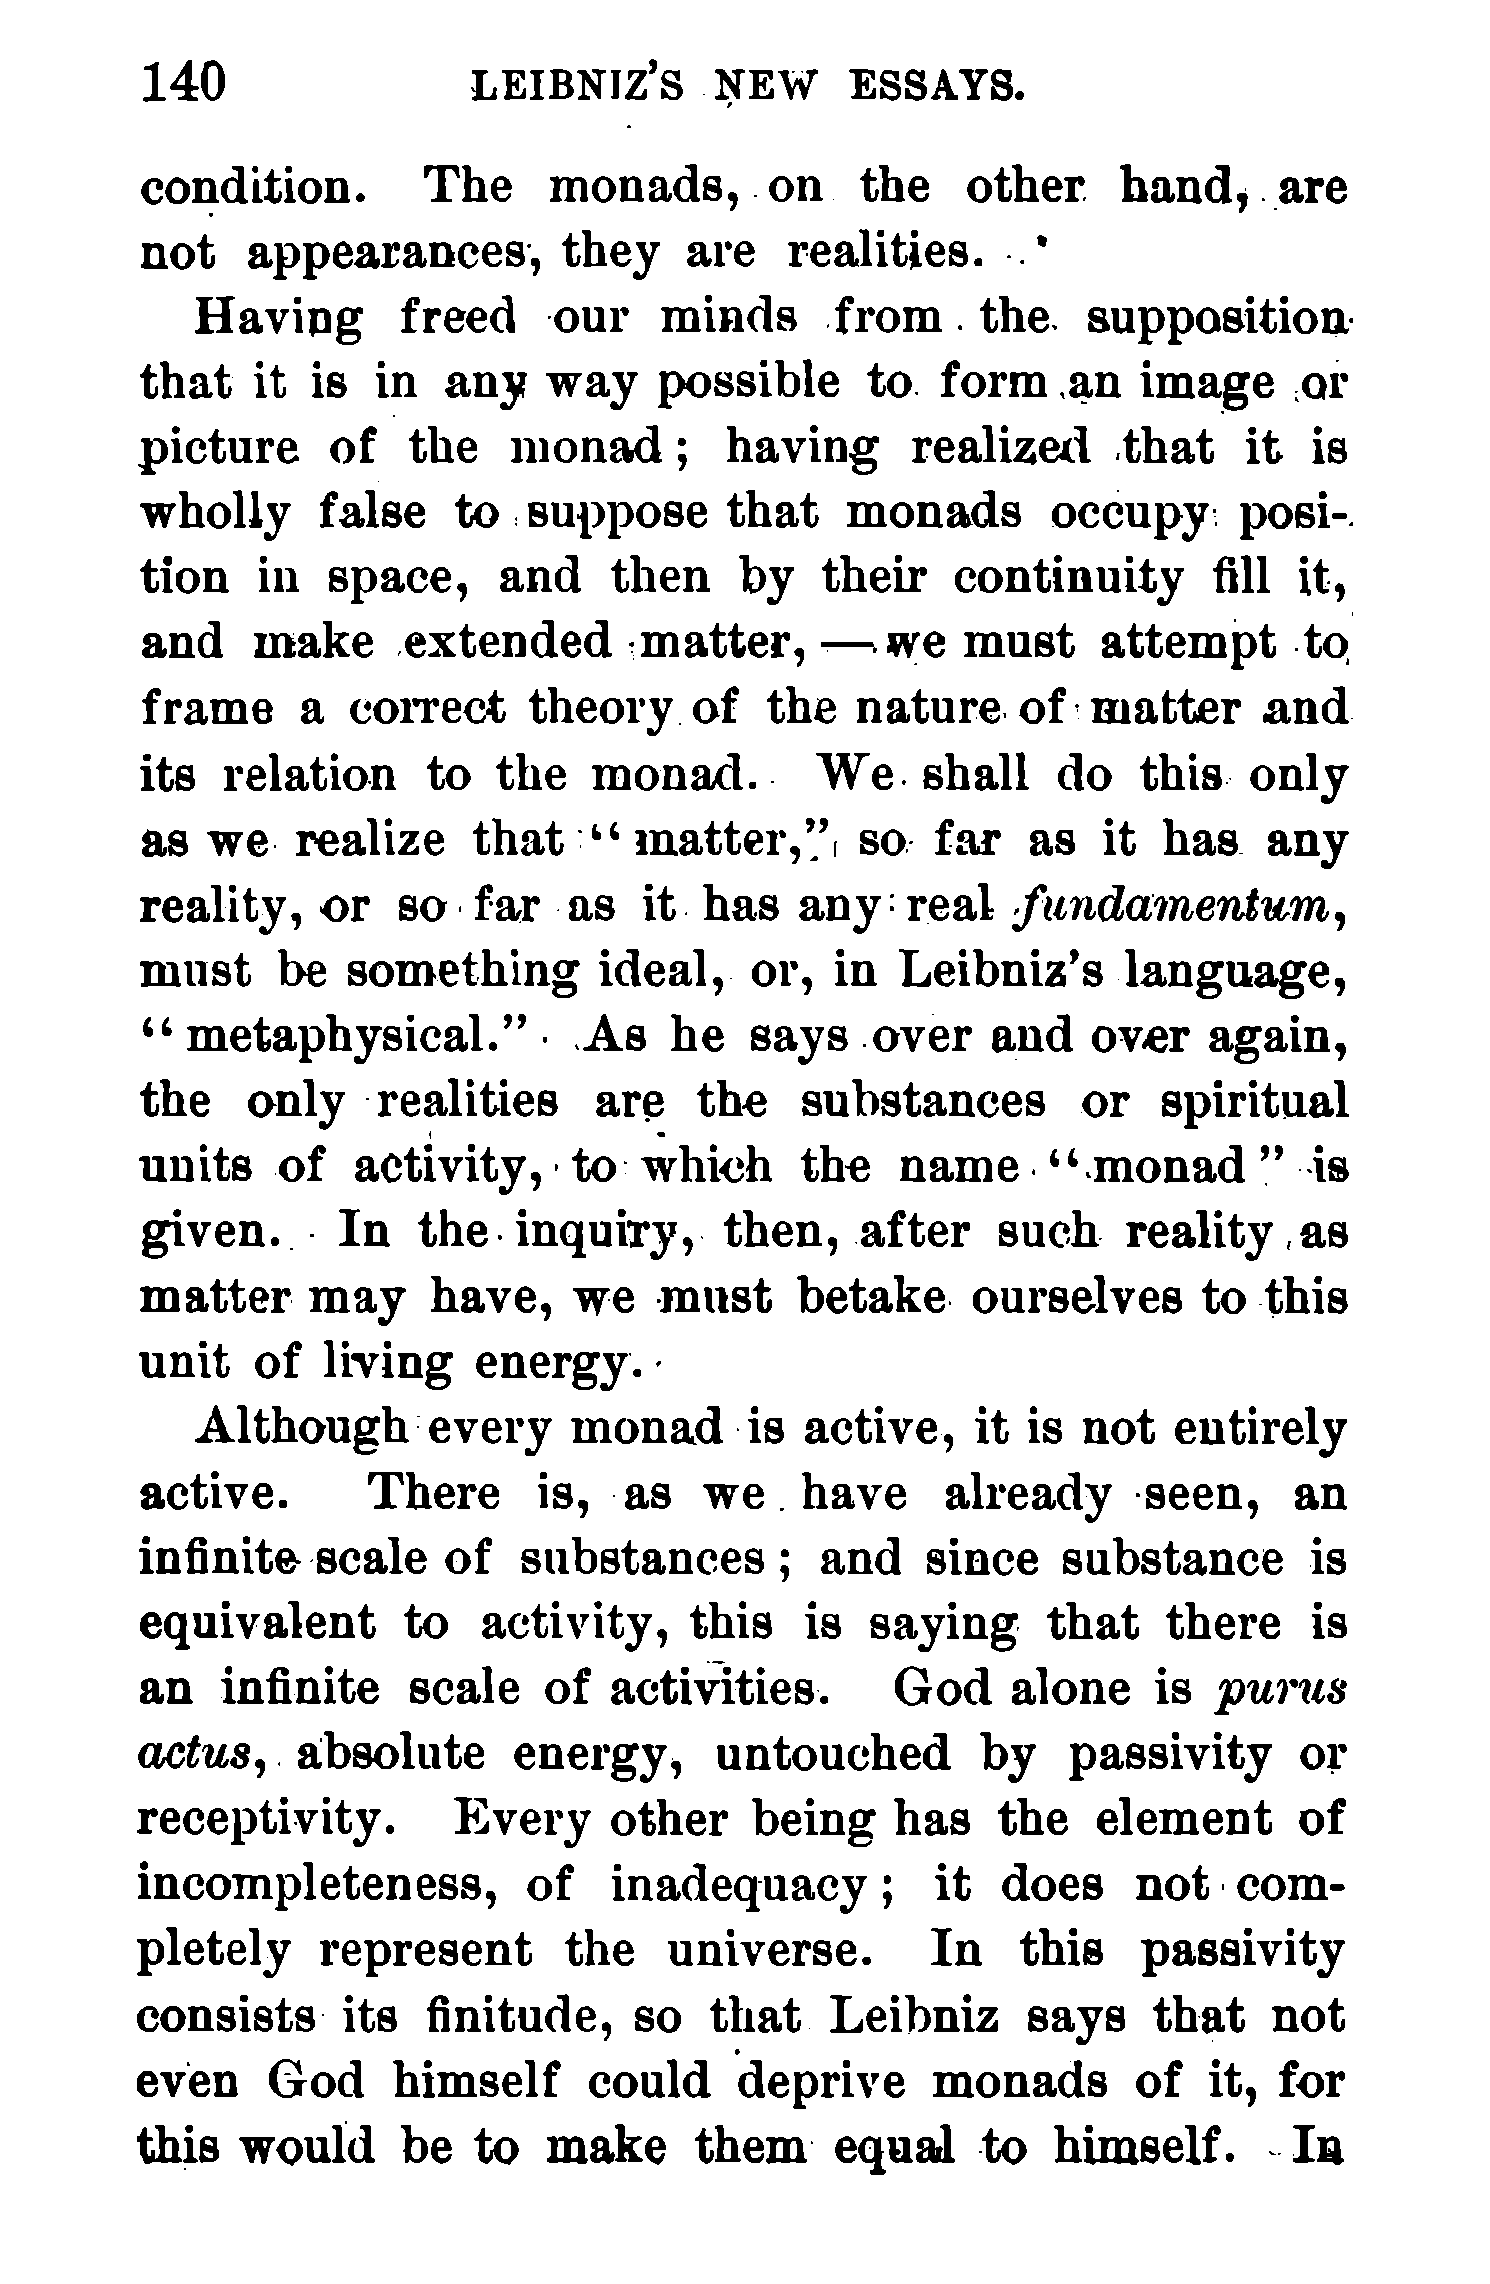 140 LEIBNIZ'S NEW ESSAYS.
condition. The monads, on the other hand, are
not appearances, they are realities.
Having freed our minds from the supposition
that it is in any way possible to form an image or
picture of the monad; having realized that it is
wholly false to suppose that monads occupy posi-
tion in space, and then by their continuity fill it,
and make extended matter, — we must attempt to
frame a correct theory of the nature of matter and
its relation to the monad. We shall do this only
as we realize that "matter," so far as it has any
reality, or so far as it has any real fundamentum,
must be something ideal, or, in Leibniz's language,
"metaphysical." As he says over and over again,
the only realities are the substances or spiritual
units of activity, to which the name "monad" is
given. In the inquiry, then, after such reality as
matter may have, we must betake ourselves to this
unit of living energy.
Although every monad is active, it is not entirely
active. There is, as we have already seen, an
infinite scale of substances; and since substance is
equivalent to activity, this is saying that there is
an infinite scale of activities. God alone is purus
actus, absolute energy, untouched by passivity or
receptivity. Every other being has the element of
incompleteness, of inadequacy; it does not com-
pletely represent the universe. In this passivity
consists its finitude, so that Leibniz says that not
even God himself could deprive monads of it, for
this would be to make them equal to himself. In